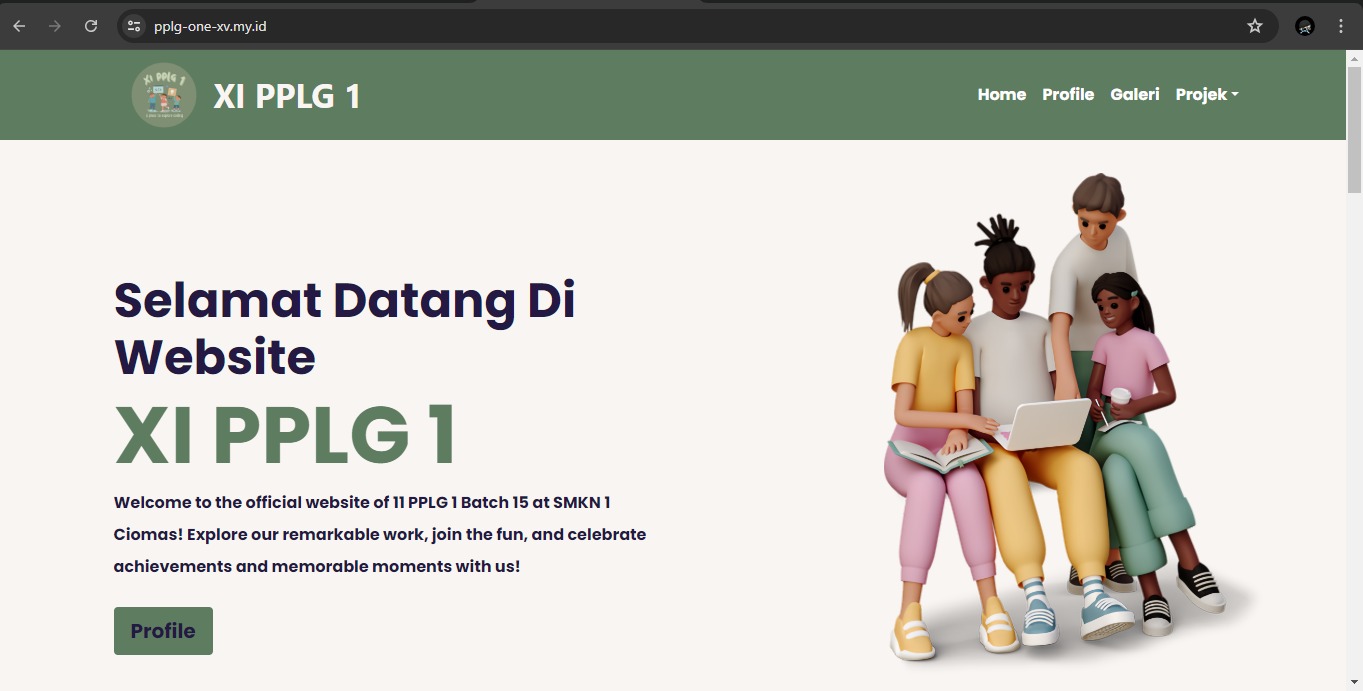 pplg-one-xv.my.id
XI PPLG 1
XI PPLG 1
Home Profile Galeri Projek
Selamat Datang Di
Website
XI PPLG 1
Welcome to the official website of 11 PPLG 1 Batch 15 at SMKN 1
Ciomas! Explore our remarkable work, join the fun, and celebrate
achievements and memorable moments with us!
Profile